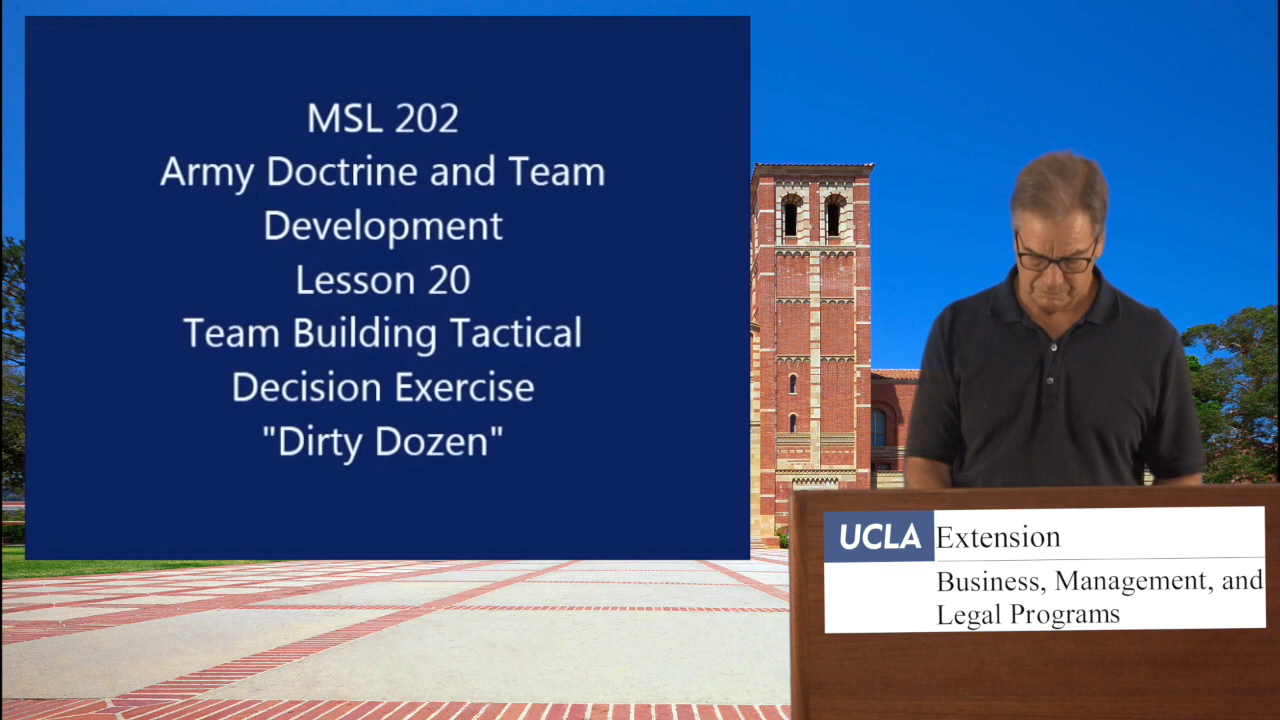 MSL 202
Army Doctrine and Team
Development
Lesson 20
Team Building Tactical
Decision Exercise
"Dirty Dozen"
UCLA Extension
Business, Management, and
Legal Programs